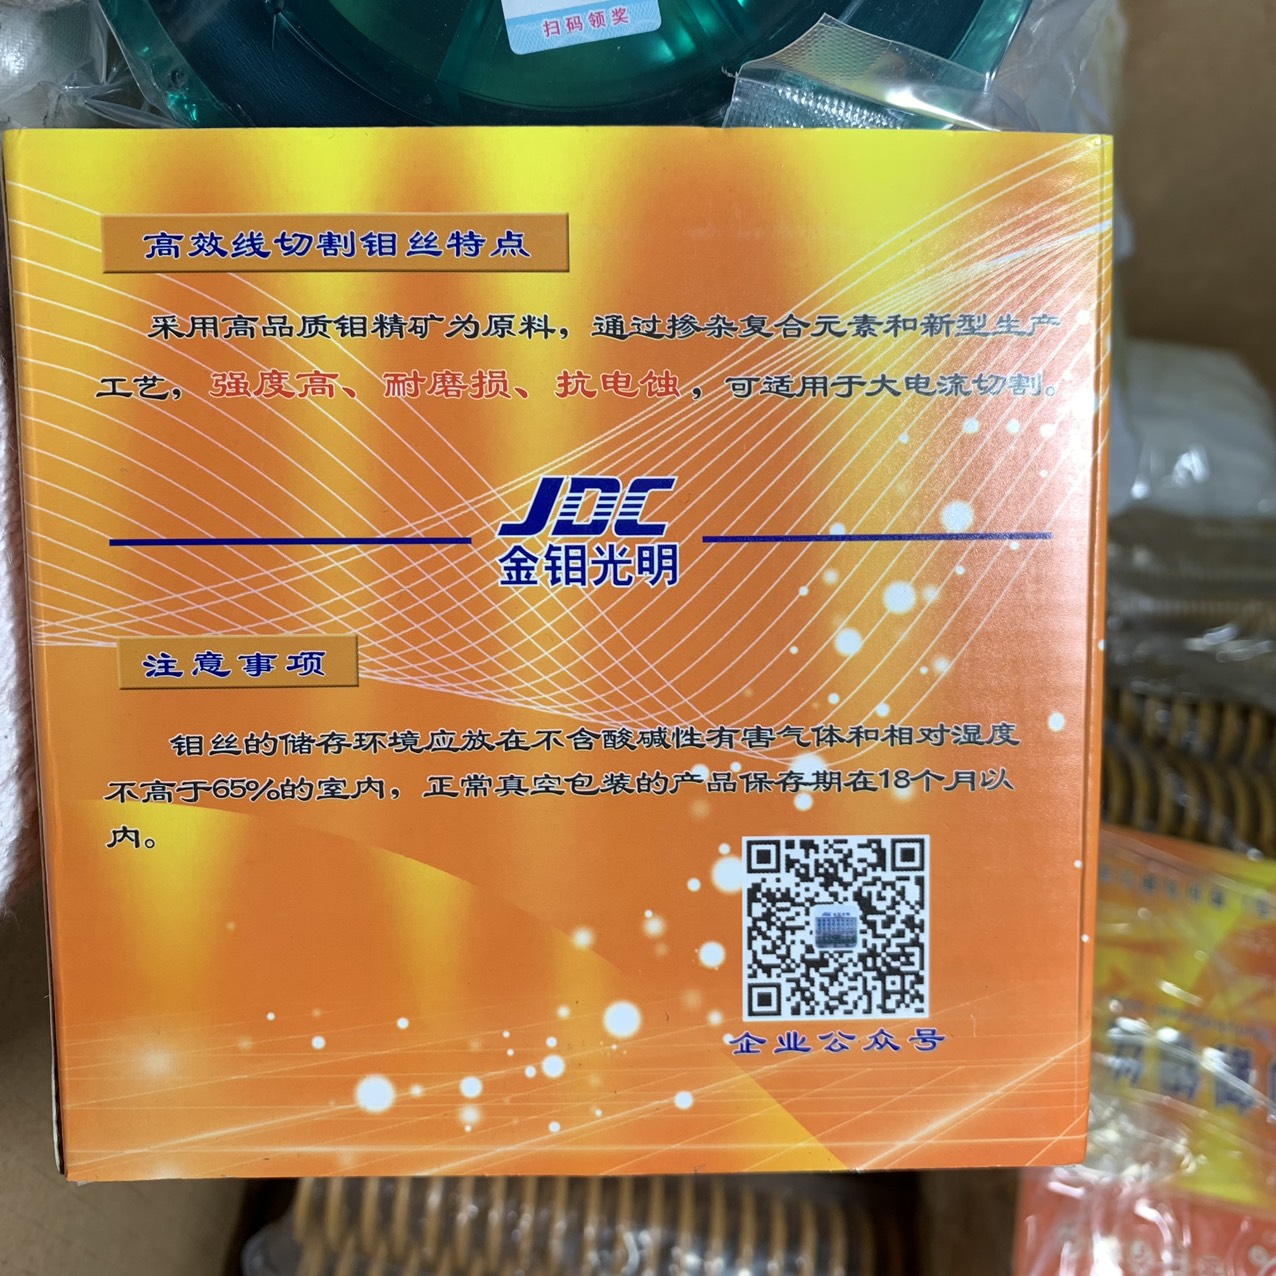 扫码领奖
高效线切割钼丝特点
采用高品质钼精矿为原料，通过掺杂复合元素和新型生产
工艺，强度高、耐磨损、抗电蚀，可适用于大电流切割。
JDC
金钼光明
注意事项
钼丝的储存环境应放在不含酸碱性有害气体和相对湿度
不高于65%的室内，正常真空包装的产品保存期在18个月以
内。
企业公众号